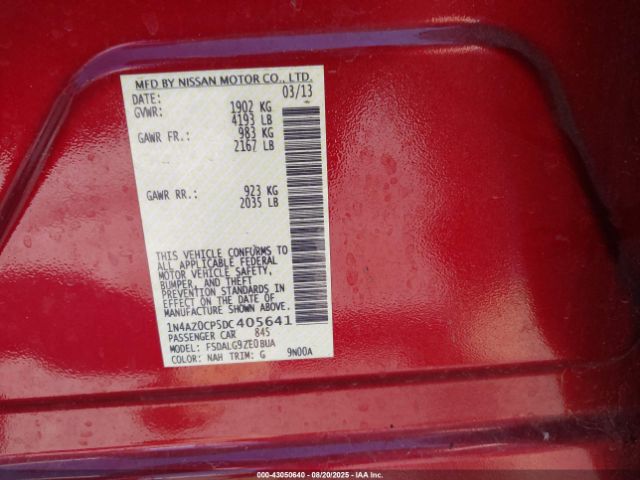 MFD BY NISSAN MOTOR CO., LTD.
DATE: 03/13
GVWR: 1902 KG
4193 LB
GAWR FR.: 983 KG
2167 LB
GAWR RR.: 923 KG
2035 LB
THIS VEHICLE CONFORMS TO
ALL APPLICABLE FEDERAL
MOTOR VEHICLE SAFETY,
BUMPER, AND THEFT
PREVENTION STANDARDS IN
EFFECT ON THE DATE OF
MANUFACTURE SHOWN ABOVE.
1N4AZ0CP5DC405641
PASSENGER CAR 845
MODEL: FSDALG9ZE0BUA
COLOR: NAH TRIM: G 9N00A
000-43050640 - 08/20/2025 - IAAI.com